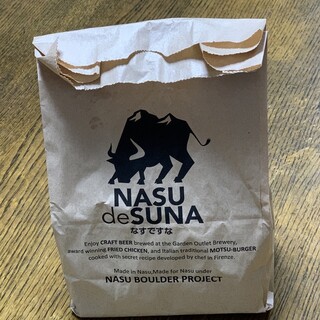 NASU
deSUNA
なすですな
Enjoy CRAFT BEER brewed at the Garden Outlet Brewery,
award winning FRIED CHICKEN, and Italian traditional MOTSU-BURGER
cooked with secret recipe developed by chef in Firenze.
Made in Nasu,Made for Nasu under
NASU BOULDER PROJECT